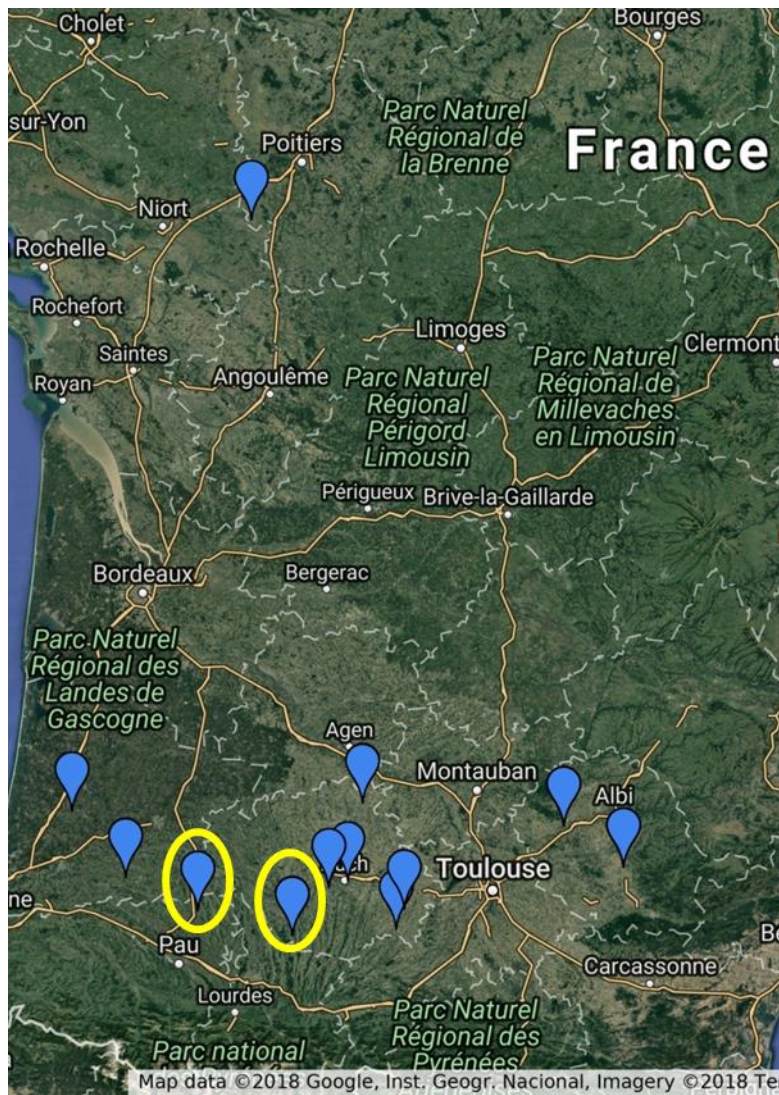 Cholet
Bourges
sur-Yon
Parc Naturel
Régional de
la Brenne
Poitiers
France
Niort
Rochelle
Rochefort
Limoges
Clermont
Saintes
Parc Naturel
Régional de
Millevaches
en Limousin
Royan
Angoulême
Parc Naturel
Régional
Périgord
Limousin
Périgueux
Brive-la-Gaillarde
Bordeaux
Bergerac
Parc Naturel
Régional des
Landes de
Gascogne
Agen
Montauban
Albi
ch
Toulouse
ne
Pau
Carcassonne
Lourdes
Parc Naturel
Régional des
Pyrénées
Parc national
Map data ©2018 Google, Inst. Geogr. Nacional, Imagery ©2018 Te